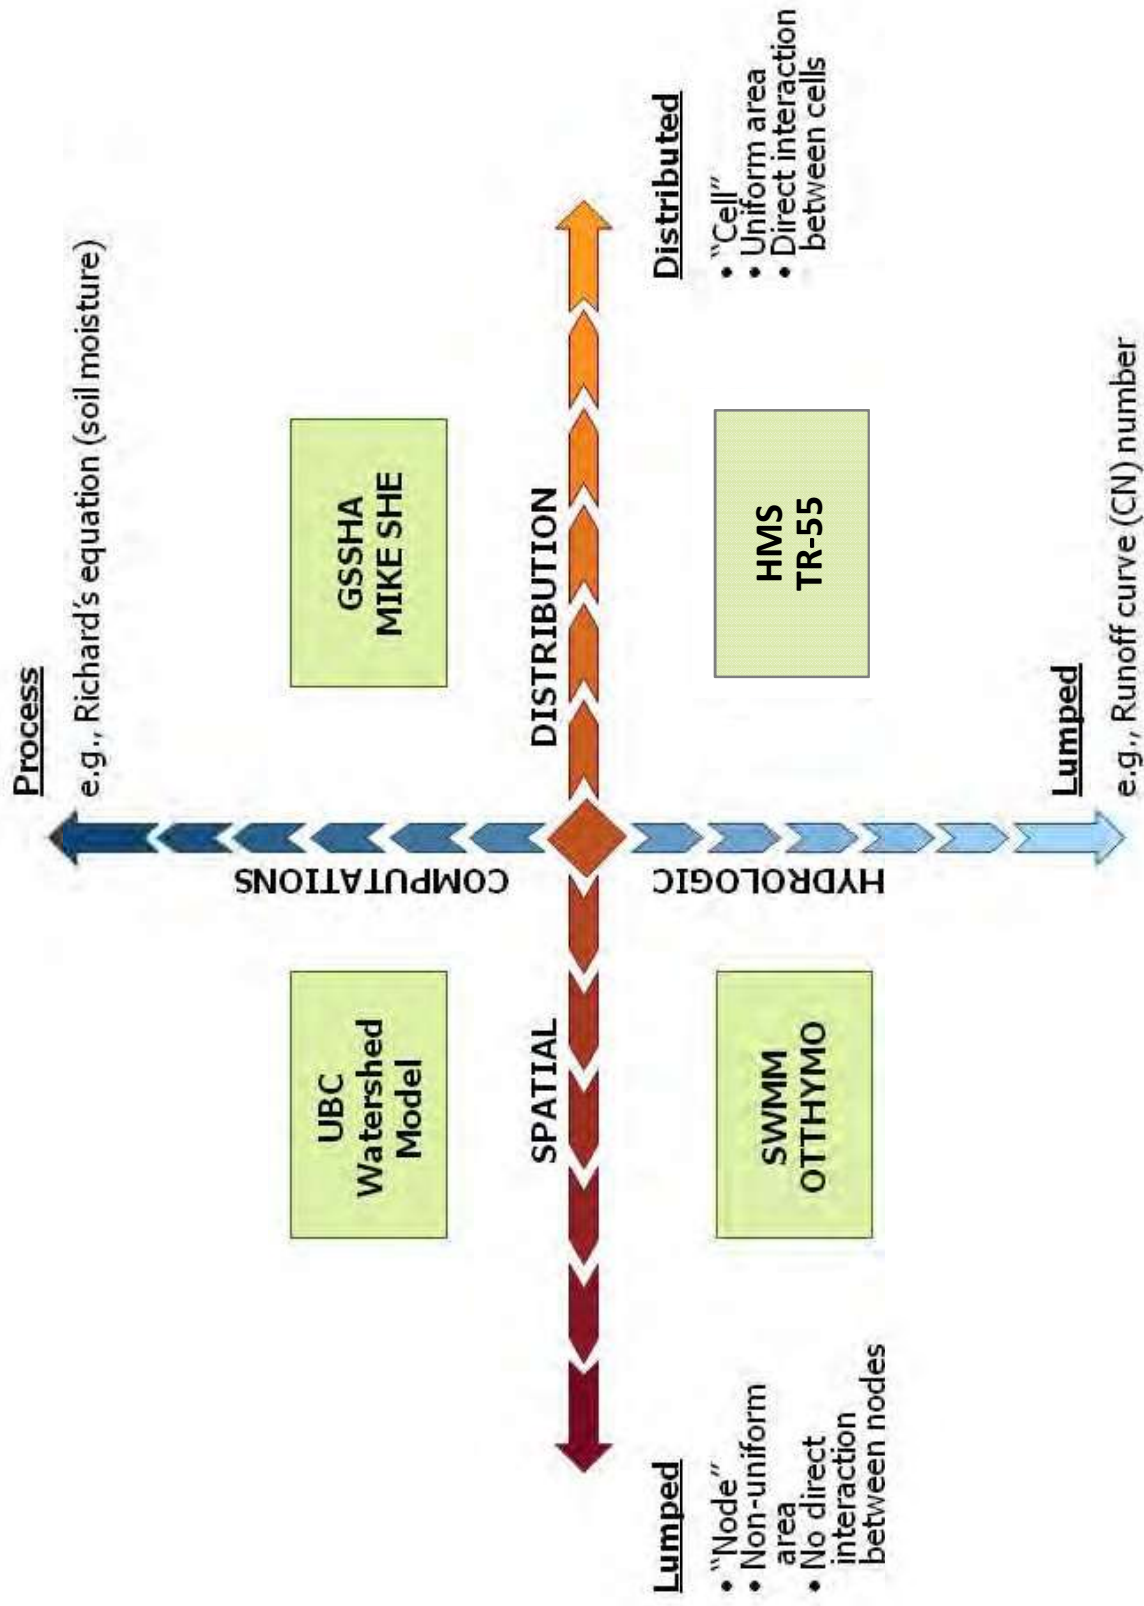 Process
e.g., Richard's equation (soil moisture)
UBC
Watershed
Model
GSSHA
MIKE SHE
COMPUTATIONS
SPATIAL
DISTRIBUTION
HYDROLOGIC
Lumped
• "Node"
• Non-uniform
area
• No direct
interaction
between nodes
SWMM
OTTHYMO
HMS
TR-55
Distributed
• "Cell"
• Uniform area
• Direct interaction
between cells
Lumped
e.g., Runoff curve (CN) number